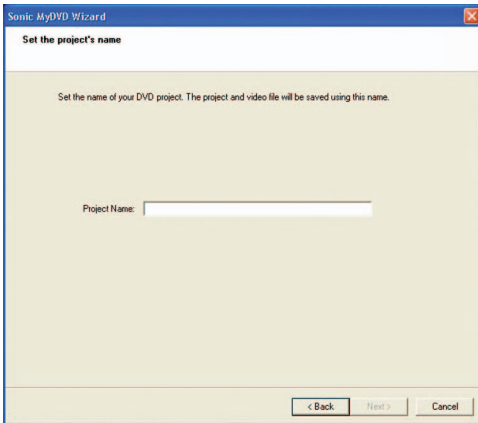 Sonic MyDVD Wizard
Set the project's name
Set the name of your DVD project. The project and video file will be saved using this name.
Project Name:
< Back Next > Cancel